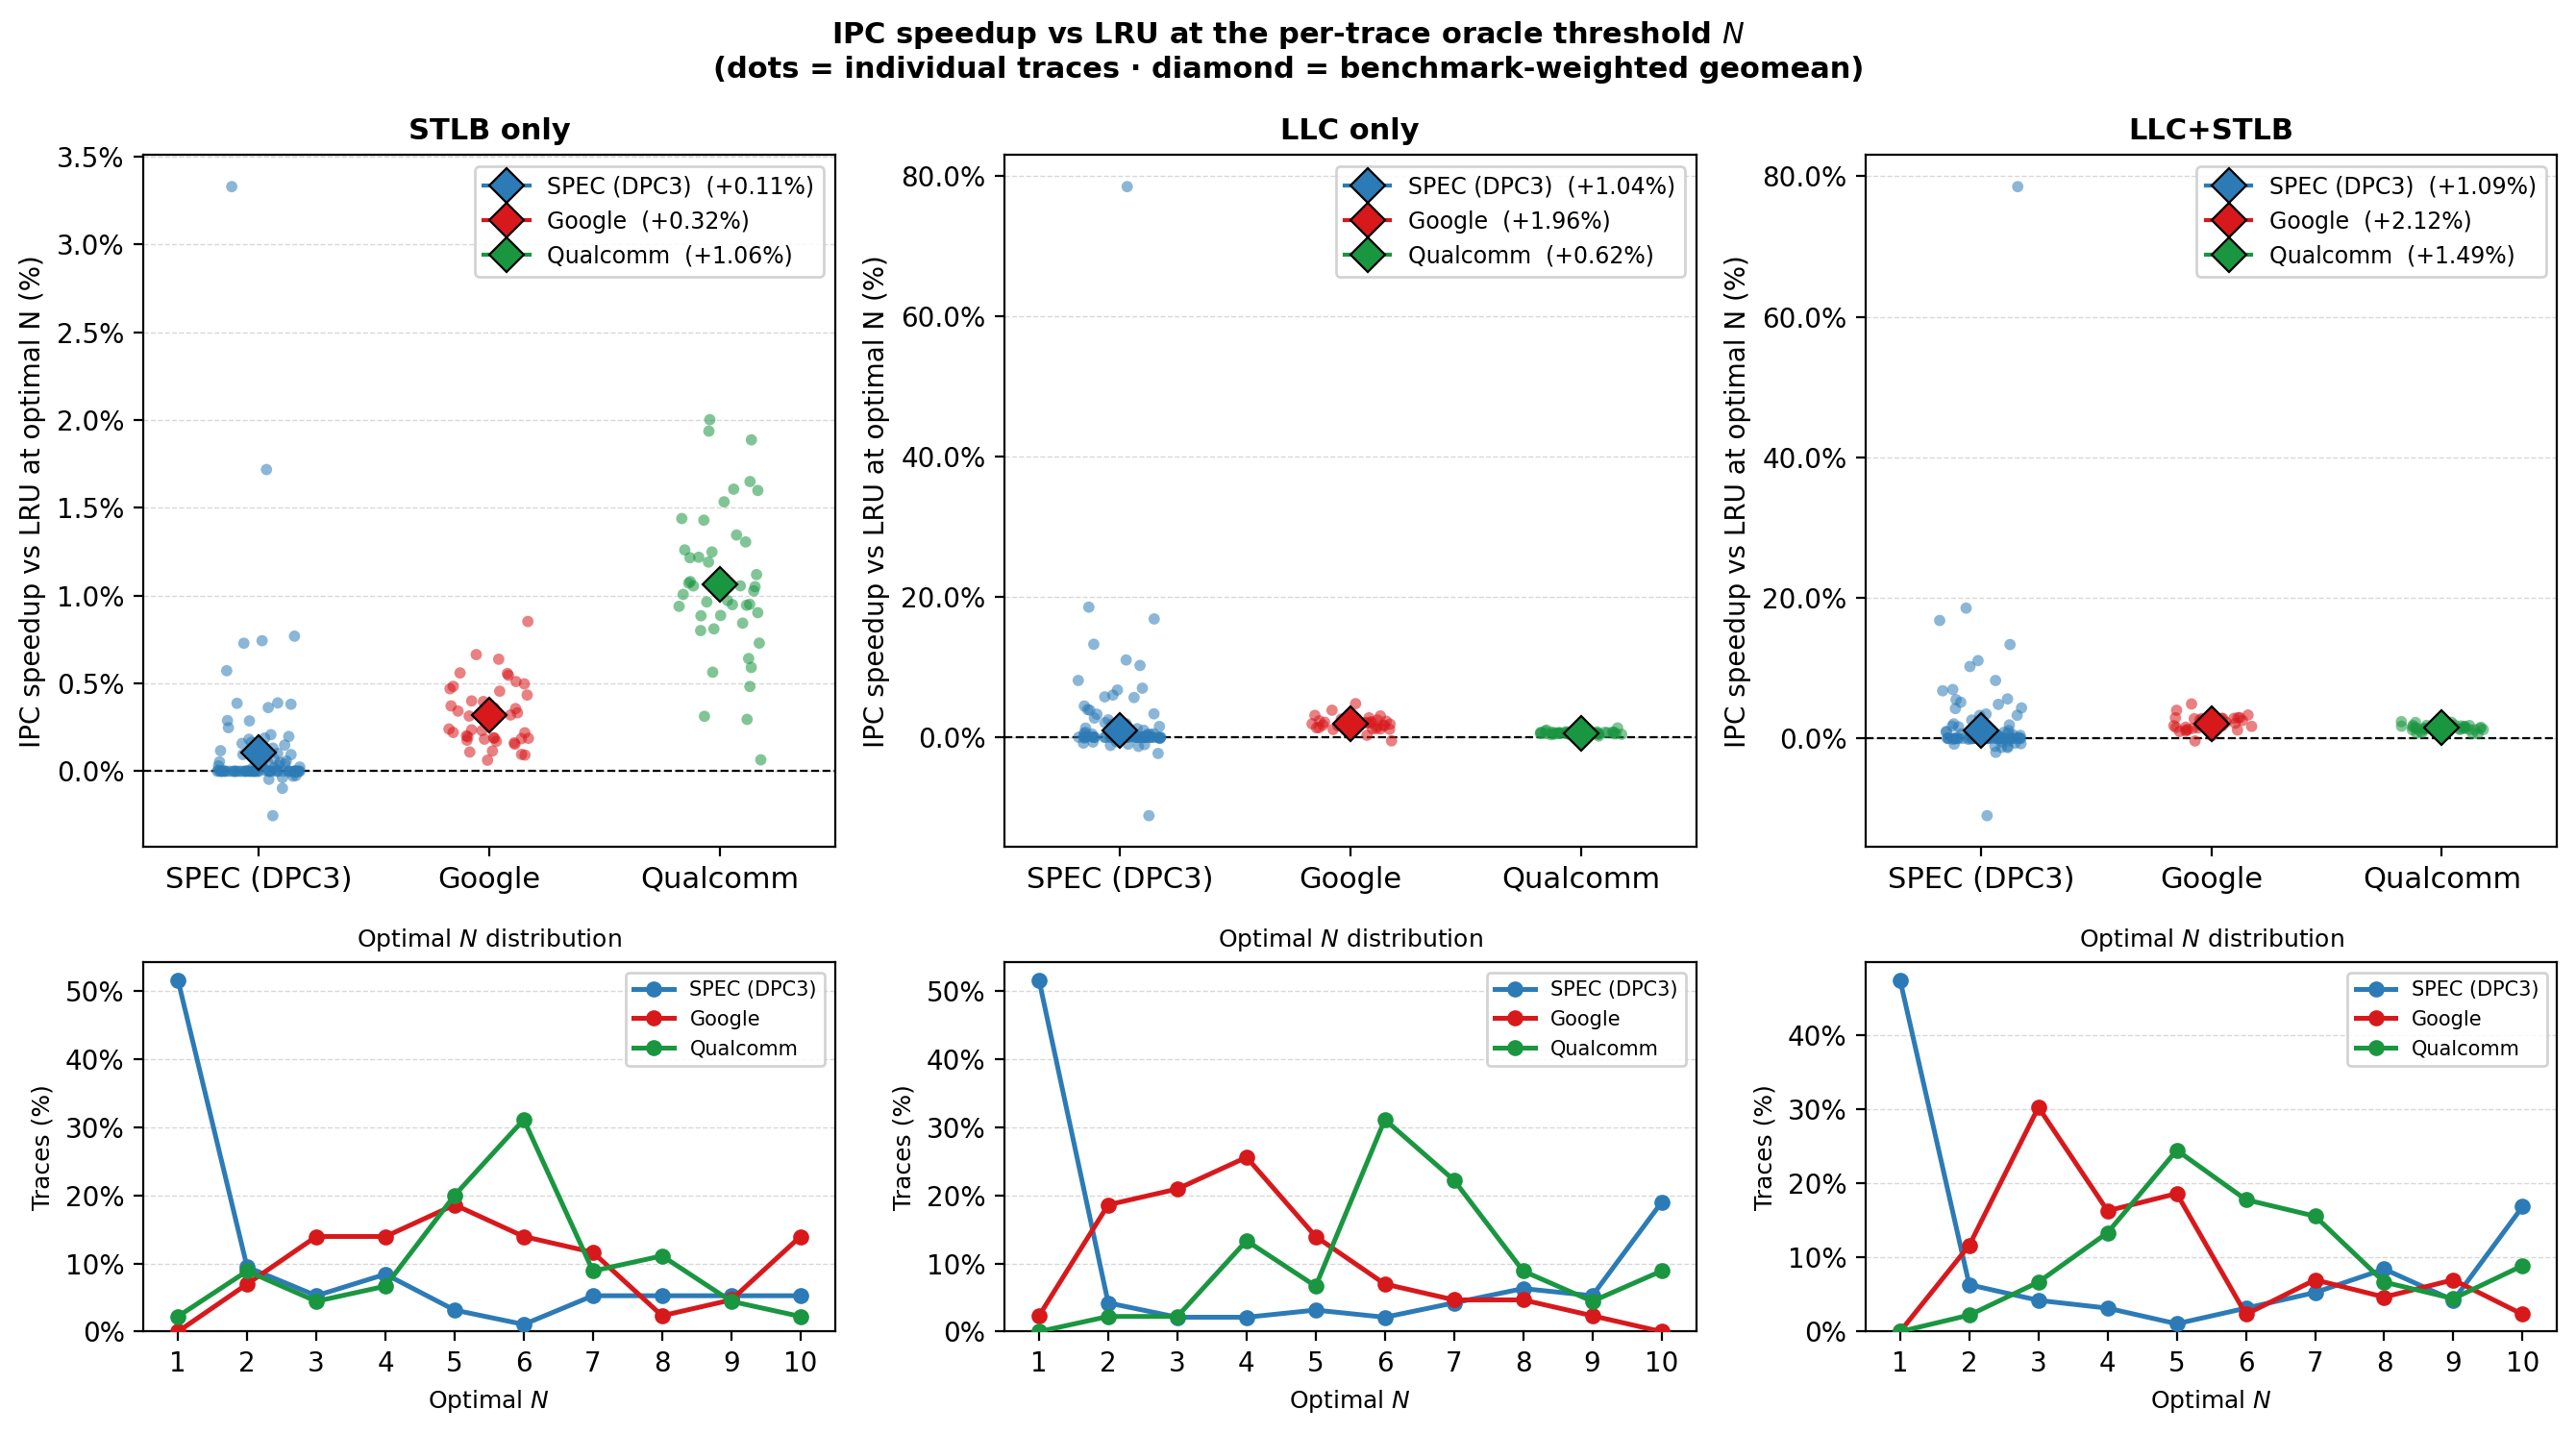 IPC speedup vs LRU at the per-trace oracle threshold N
(dots = individual traces · diamond = benchmark-weighted geomean)
STLB only
IPC speedup vs LRU at optimal N (%)
3.5%
3.0%
2.5%
2.0%
1.5%
1.0%
0.5%
0.0%
SPEC (DPC3) (+0.11%)
Google (+0.32%)
Qualcomm (+1.06%)
SPEC (DPC3)
Google
Qualcomm
LLC only
IPC speedup vs LRU at optimal N (%)
80.0%
60.0%
40.0%
20.0%
0.0%
SPEC (DPC3) (+1.04%)
Google (+1.96%)
Qualcomm (+0.62%)
SPEC (DPC3)
Google
Qualcomm
LLC+STLB
IPC speedup vs LRU at optimal N (%)
80.0%
60.0%
40.0%
20.0%
0.0%
SPEC (DPC3) (+1.09%)
Google (+2.12%)
Qualcomm (+1.49%)
SPEC (DPC3)
Google
Qualcomm
Optimal N distribution
Traces (%)
50%
40%
30%
20%
10%
0%
SPEC (DPC3)
Google
Qualcomm
1 2 3 4 5 6 7 8 9 10
Optimal N
Optimal N distribution
Traces (%)
50%
40%
30%
20%
10%
0%
SPEC (DPC3)
Google
Qualcomm
1 2 3 4 5 6 7 8 9 10
Optimal N
Optimal N distribution
Traces (%)
40%
30%
20%
10%
0%
SPEC (DPC3)
Google
Qualcomm
1 2 3 4 5 6 7 8 9 10
Optimal N